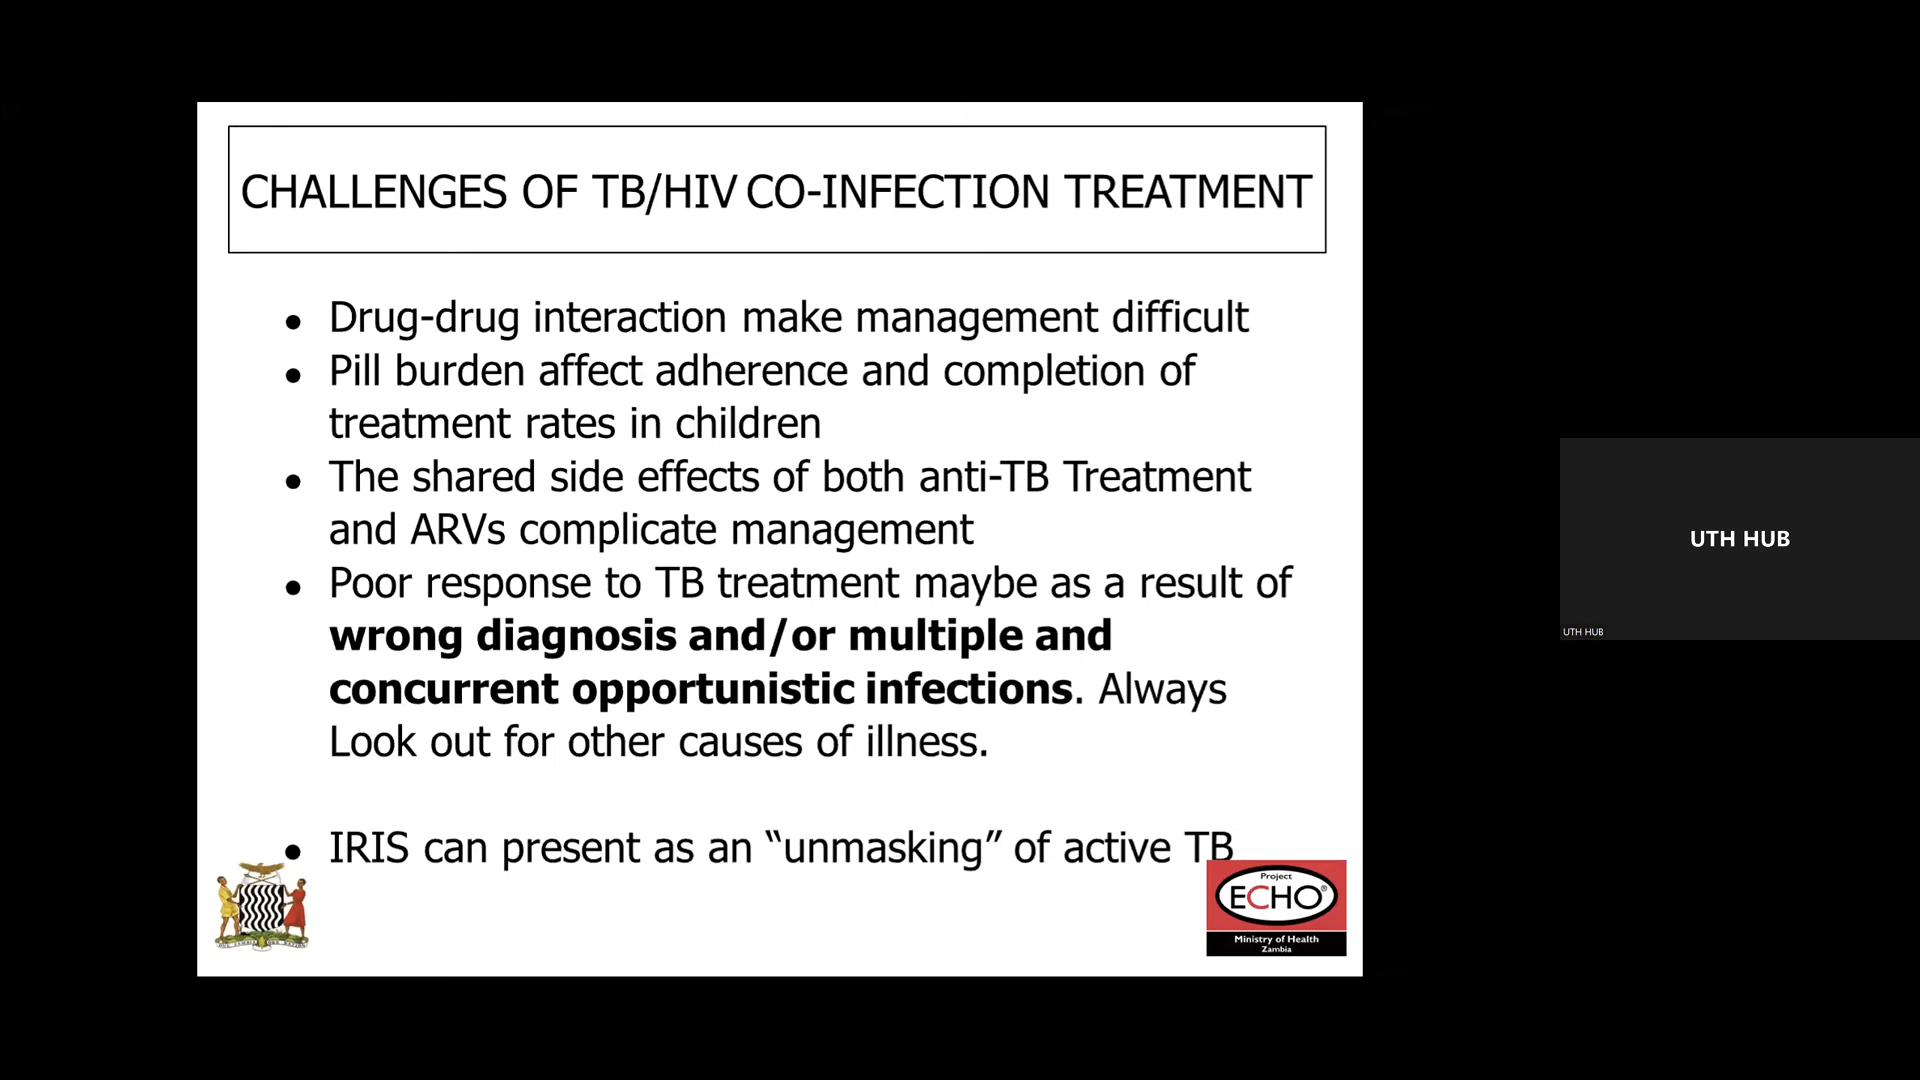 CHALLENGES OF TB/HIV CO-INFECTION TREATMENT
● Drug-drug interaction make management difficult
● Pill burden affect adherence and completion of
treatment rates in children
● The shared side effects of both anti-TB Treatment
and ARVs complicate management
● Poor response to TB treatment maybe as a result of
wrong diagnosis and/or multiple and
concurrent opportunistic infections. Always
Look out for other causes of illness.
● IRIS can present as an “unmasking” of active TB
Project
ECHO®
Ministry of Health
Zambia
UTH HUB
UTH HUB